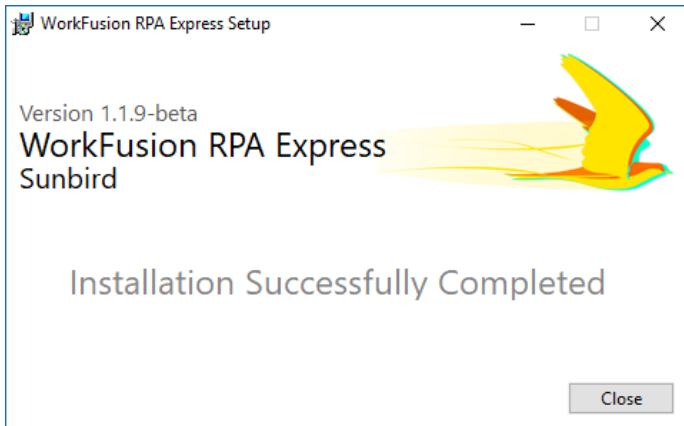 WorkFusion RPA Express Setup
Version 1.1.9-beta
WorkFusion RPA Express
Sunbird
Installation Successfully Completed
Close